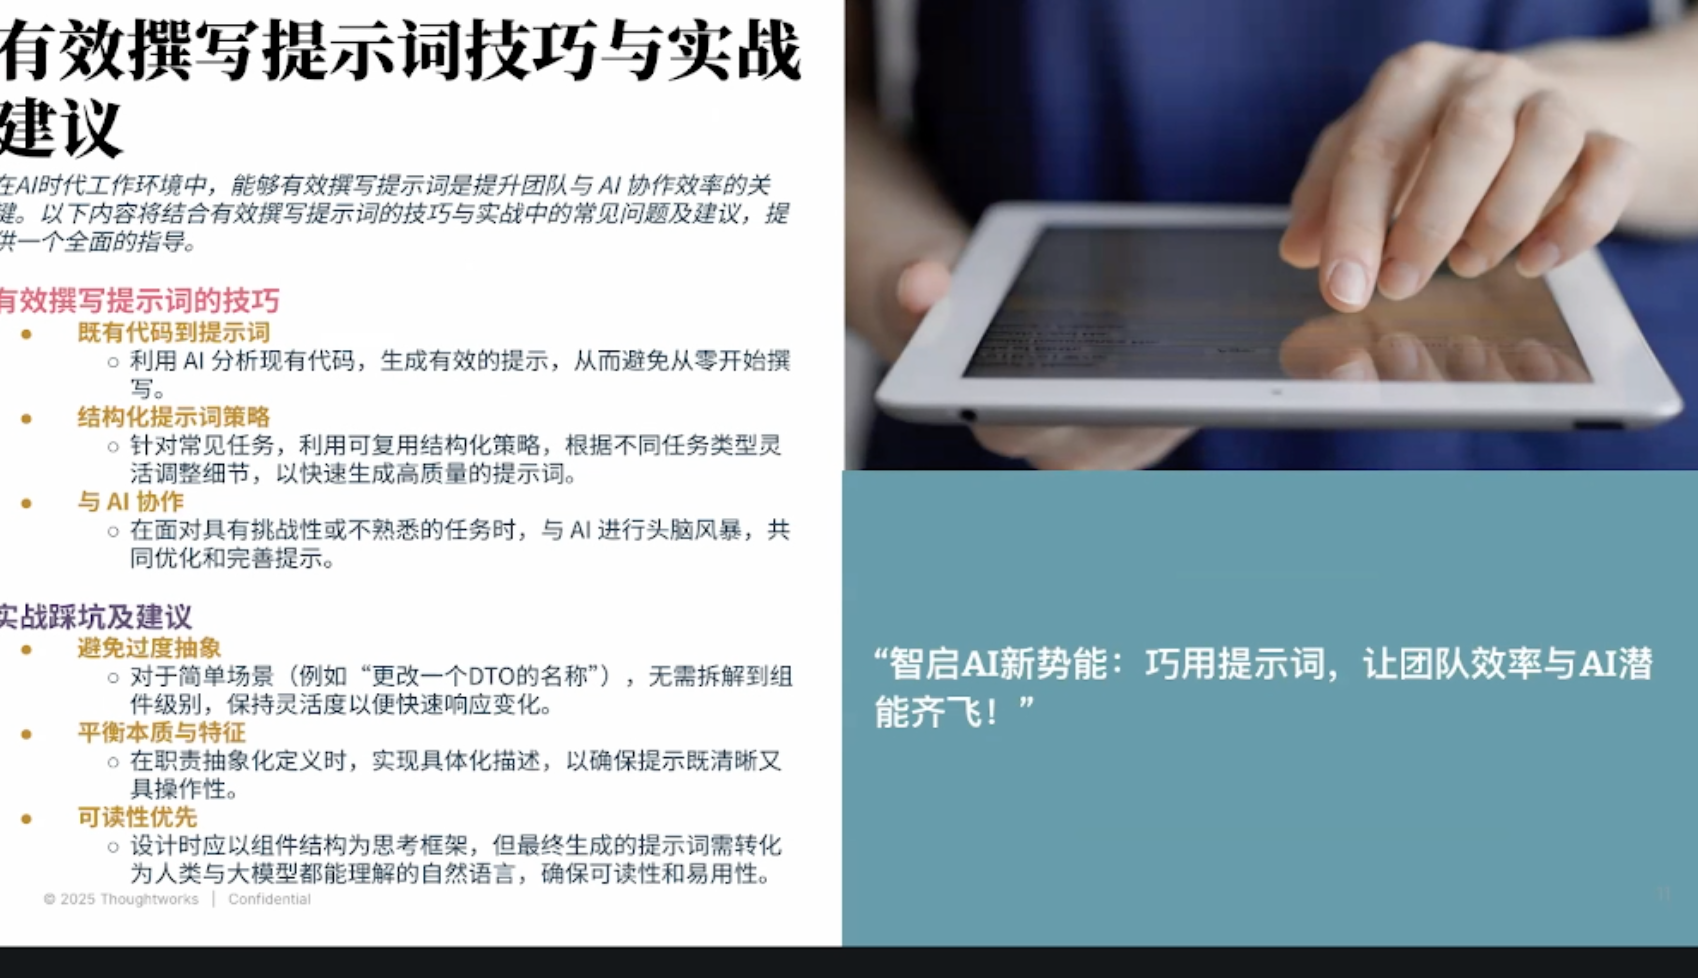 有效撰写提示词技巧与实战
建议
在AI时代工作环境中，能够有效撰写提示词是提升团队与 AI 协作效率的关
键。以下内容将结合有效撰写提示词的技巧与实战中的常见问题及建议，提
供一个全面的指导。
有效撰写提示词的技巧
● 既有代码到提示词
○ 利用 AI 分析现有代码，生成有效的提示，从而避免从零开始撰
写。
● 结构化提示词策略
○ 针对常见任务，利用可复用结构化策略，根据不同任务类型灵
活调整细节，以快速生成高质量的提示词。
● 与 AI 协作
○ 在面对具有挑战性或不熟悉的任务时，与 AI 进行头脑风暴，共
同优化和完善提示。
实战踩坑及建议
● 避免过度抽象
○ 对于简单场景（例如“更改一个DTO的名称”），无需拆解到组
件级别，保持灵活度以便快速响应变化。
● 平衡本质与特征
○ 在职责抽象化定义时，实现具体化描述，以确保提示既清晰又
具操作性。
● 可读性优先
○ 设计时应以组件结构为思考框架，但最终生成的提示词需转化
为人类与大模型都能理解的自然语言，确保可读性和易用性。
© 2025 Thoughtworks | Confidential
“智启AI新势能：巧用提示词，让团队效率与AI潜
能齐飞！”
11